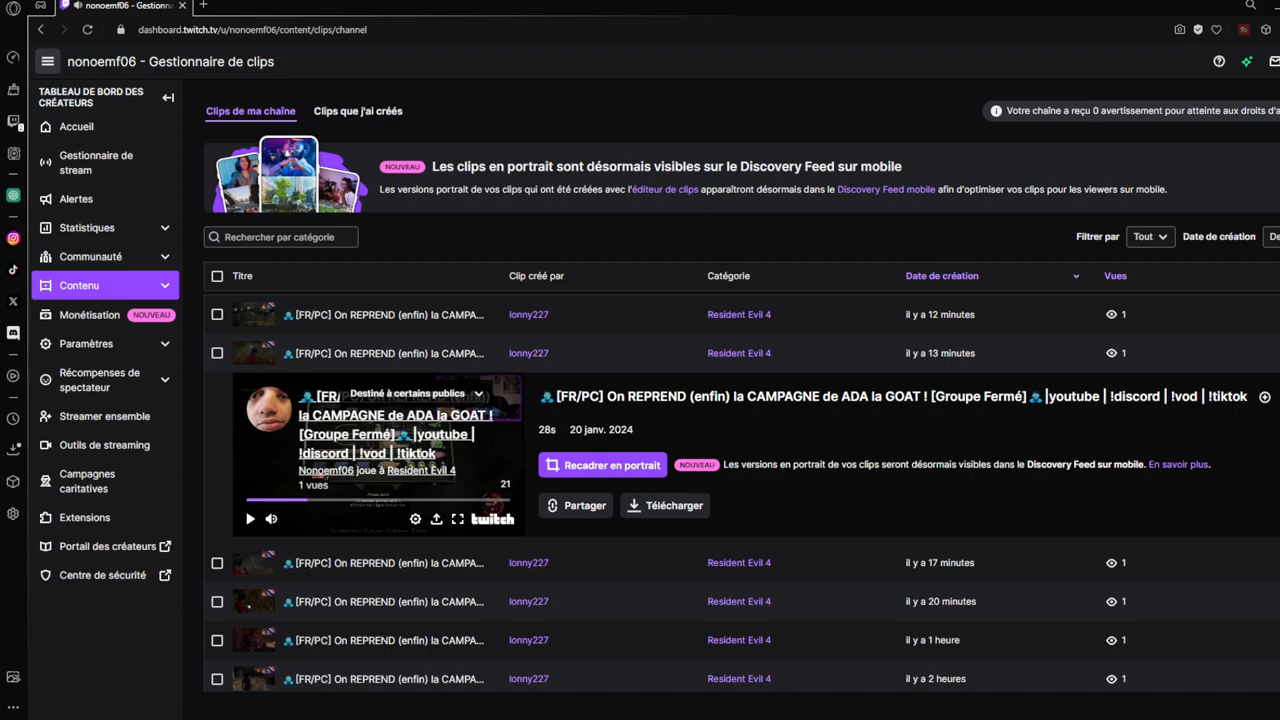 nonoemf06 - Gestionn
dashboard.twitch.tv/u/nonoemf06/content/clips/channel
nonoemf06 - Gestionnaire de clips
TABLEAU DE BORD DES
CRÉATEURS
Accueil
Gestionnaire de
stream
Alertes
Statistiques
Communauté
Contenu
Monétisation NOUVEAU
Paramètres
Récompenses de
spectateur
Streamer ensemble
Outils de streaming
Campagnes
caritatives
Extensions
Portail des créateurs
Centre de sécurité
Clips de ma chaîne Clips que j'ai créés
Votre chaîne a reçu 0 avertissement pour atteinte aux droits d'a
NOUVEAU Les clips en portrait sont désormais visibles sur le Discovery Feed sur mobile
Les versions portrait de vos clips qui ont été créées avec l'éditeur de clips apparaîtront désormais dans le Discovery Feed mobile afin d'optimiser vos clips pour les viewers sur mobile.
Rechercher par catégorie
Filtrer par Tout Date de création De
Titre Clip créé par Catégorie Date de création Vues
[FR/PC] On REPREND (enfin) la CAMPA... lonny227 Resident Evil 4 il y a 12 minutes 1
[FR/PC] On REPREND (enfin) la CAMPA... lonny227 Resident Evil 4 il y a 13 minutes 1
[FR/ Destiné à certains publics
la CAMPAGNE de ADA la GOAT !
[Groupe Fermé] |youtube |
!discord | !vod | !tiktok
Nonoemf06 joue à Resident Evil 4
1 vues
21
twitch
[FR/PC] On REPREND (enfin) la CAMPAGNE de ADA la GOAT ! [Groupe Fermé] |youtube | !discord | !vod | !tiktok
28s 20 janv. 2024
Recadrer en portrait NOUVEAU Les versions en portrait de vos clips seront désormais visibles dans le Discovery Feed sur mobile. En savoir plus.
Partager Télécharger
[FR/PC] On REPREND (enfin) la CAMPA... lonny227 Resident Evil 4 il y a 17 minutes 1
[FR/PC] On REPREND (enfin) la CAMPA... lonny227 Resident Evil 4 il y a 20 minutes 1
[FR/PC] On REPREND (enfin) la CAMPA... lonny227 Resident Evil 4 il y a 1 heure 1
[FR/PC] On REPREND (enfin) la CAMPA... lonny227 Resident Evil 4 il y a 2 heures 1